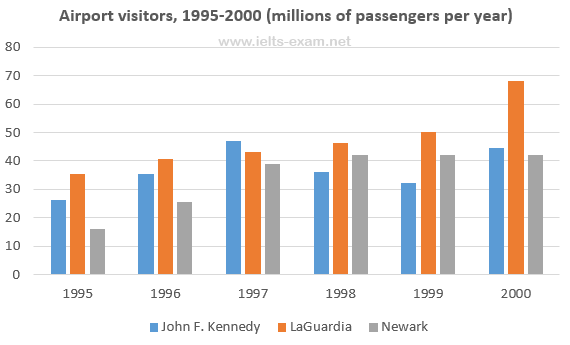 Airport visitors, 1995-2000 (millions of passengers per year)
www.ielts-exam.net
80
70
60
50
40
30
20
10
0
1995 1996 1997 1998 1999 2000
John F. Kennedy LaGuardia Newark